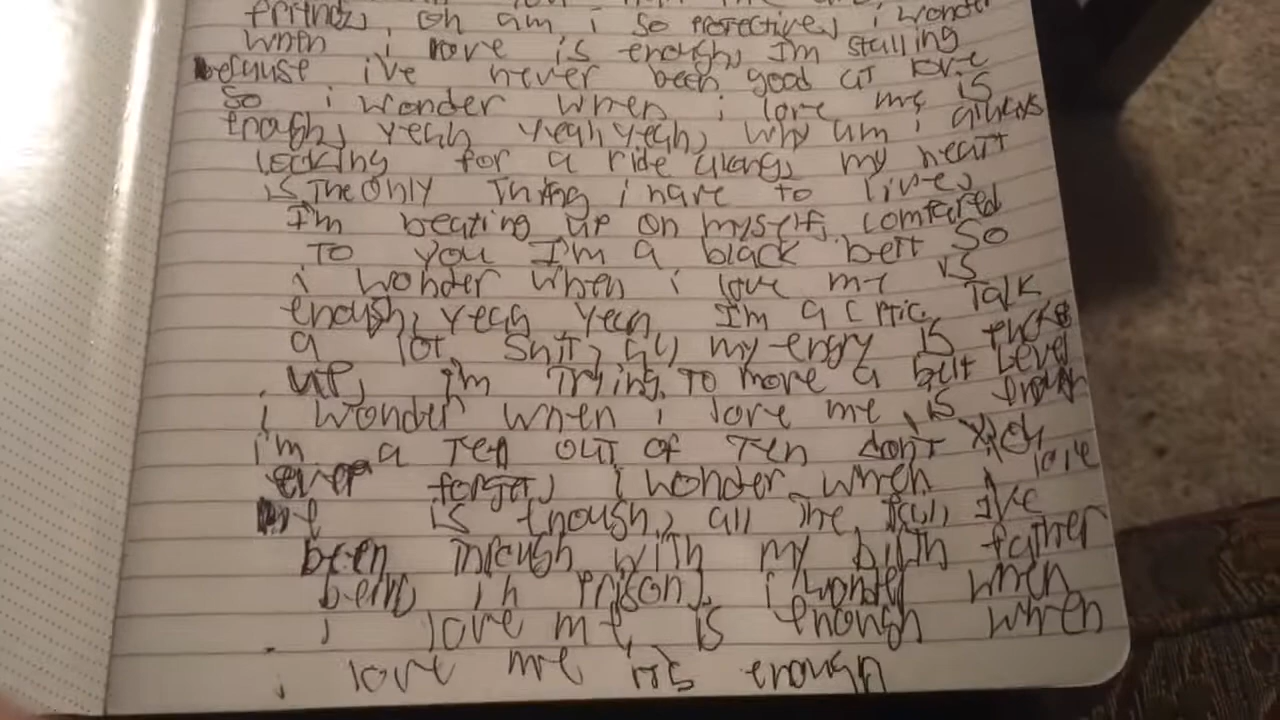 friends, oh am i so protective, i wonder
when i love is enough, I'm stalling
because i've never been good at love
so i wonder when i love me is
enough, yeah yeah yeah, why am i always
looking for a ride along, my heart
is the only thing i have to live,
I'm beating up on myself, compared
to you I'm a black belt so
i wonder when i love me is
enough, yeah yeah, I'm a critic, talk
a lot shit, my energy is fucked
up, I'm trying to move a belt level
i wonder when i love me, is enough
i'm a ten out of ten don't
ever forget, i wonder when i love
me is enough, all the I've
been through with my birth father
being in prison, i wonder when
i love me, is enough when
i love me is enough